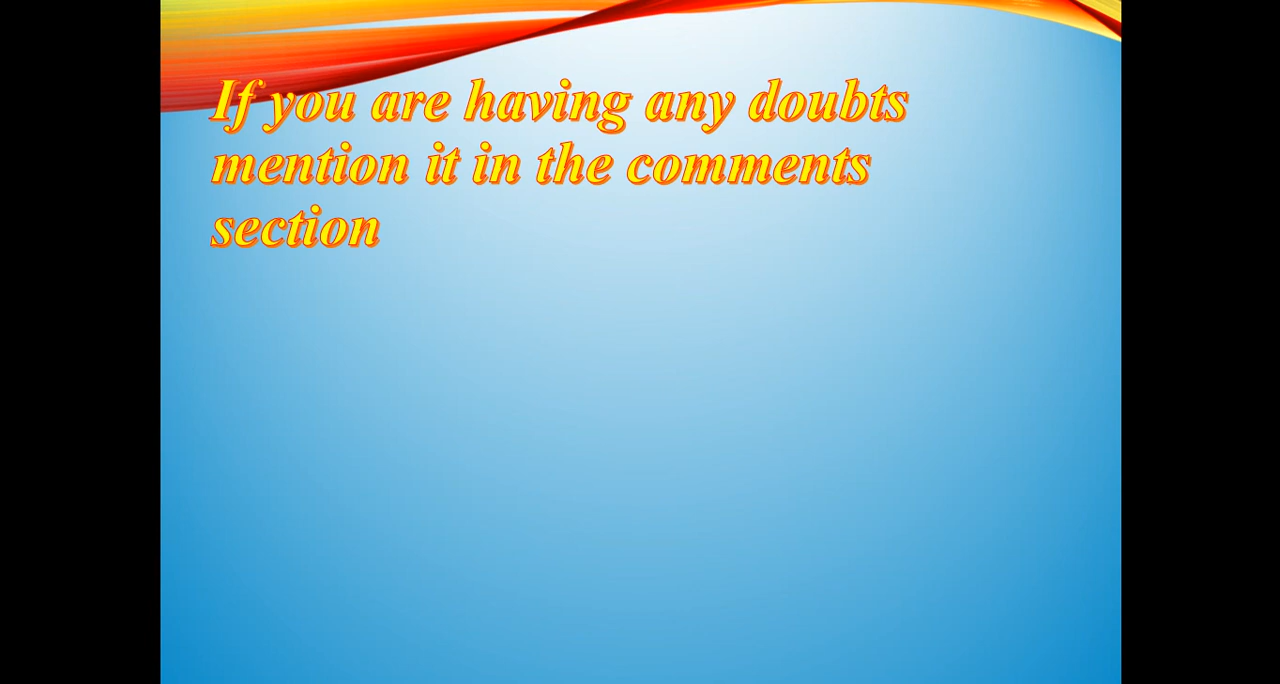 If you are having any doubts
mention it in the comments
section